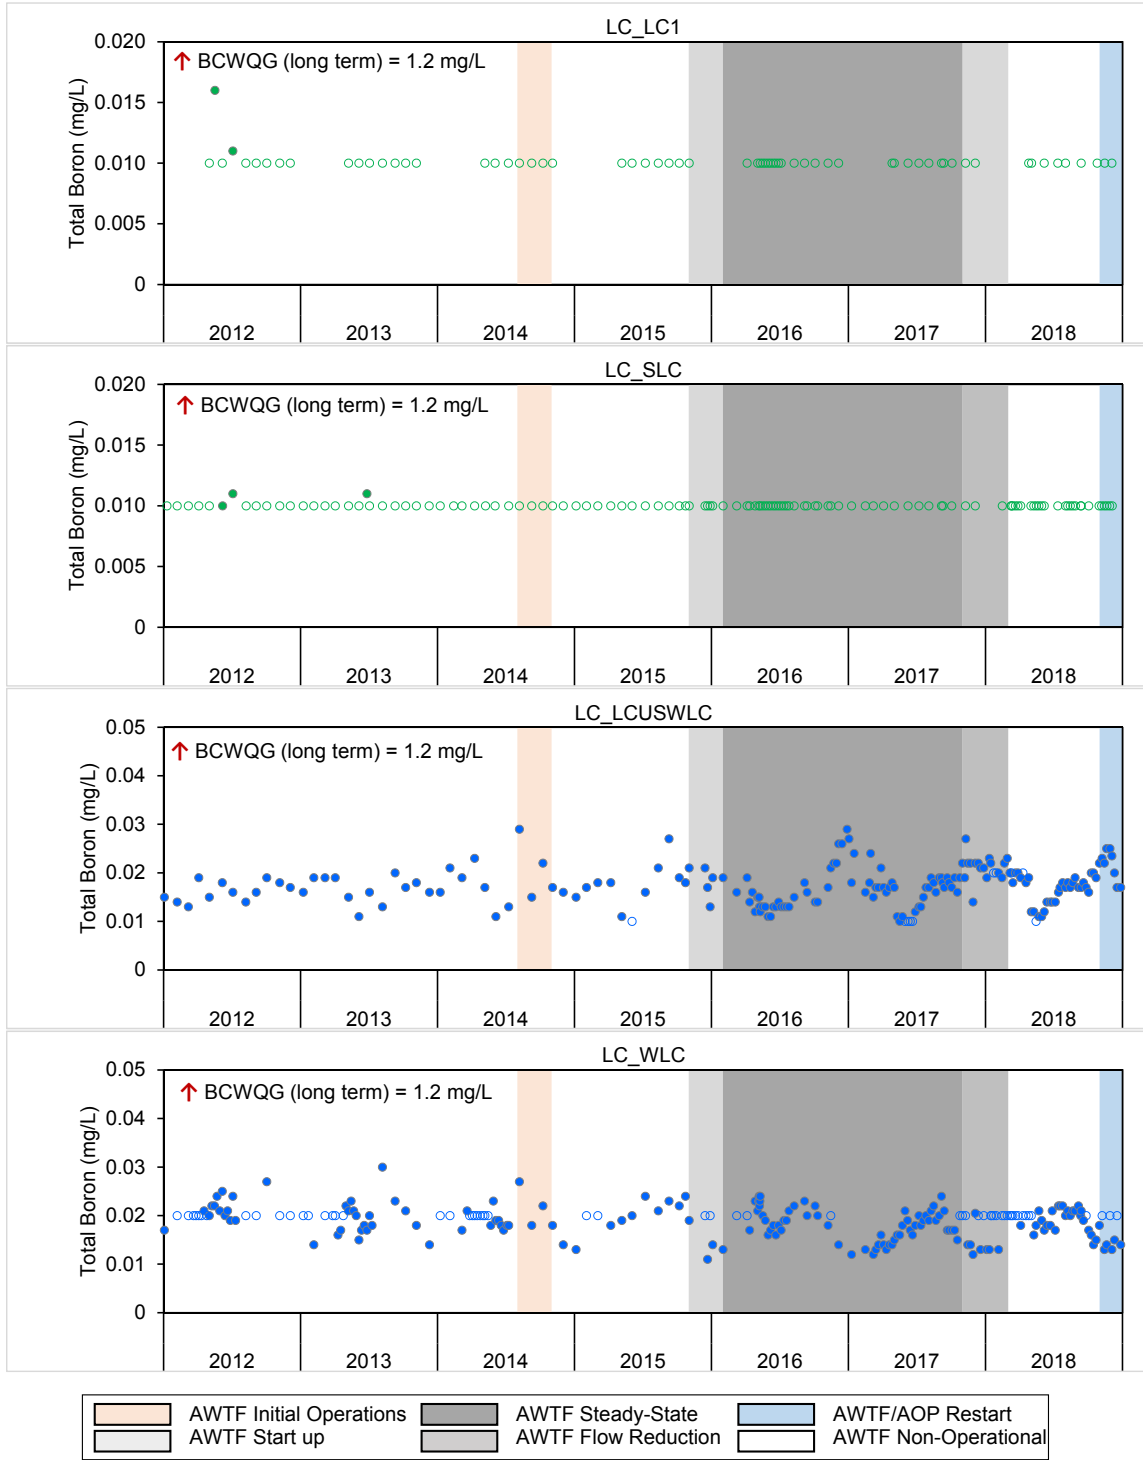 LC_LC1
0.020
↑ BCWQG (long term) = 1.2 mg/L
0.015
0.010
0.005
0
Total Boron (mg/L)
2012 2013 2014 2015 2016 2017 2018
LC_SLC
0.020
↑ BCWQG (long term) = 1.2 mg/L
0.015
0.010
0.005
0
Total Boron (mg/L)
2012 2013 2014 2015 2016 2017 2018
LC_LCUSWLC
0.05
↑ BCWQG (long term) = 1.2 mg/L
0.04
0.03
0.02
0.01
0
Total Boron (mg/L)
2012 2013 2014 2015 2016 2017 2018
LC_WLC
0.05
↑ BCWQG (long term) = 1.2 mg/L
0.04
0.03
0.02
0.01
0
Total Boron (mg/L)
2012 2013 2014 2015 2016 2017 2018
AWTF Initial Operations AWTF Steady-State AWTF/AOP Restart
AWTF Start up AWTF Flow Reduction AWTF Non-Operational